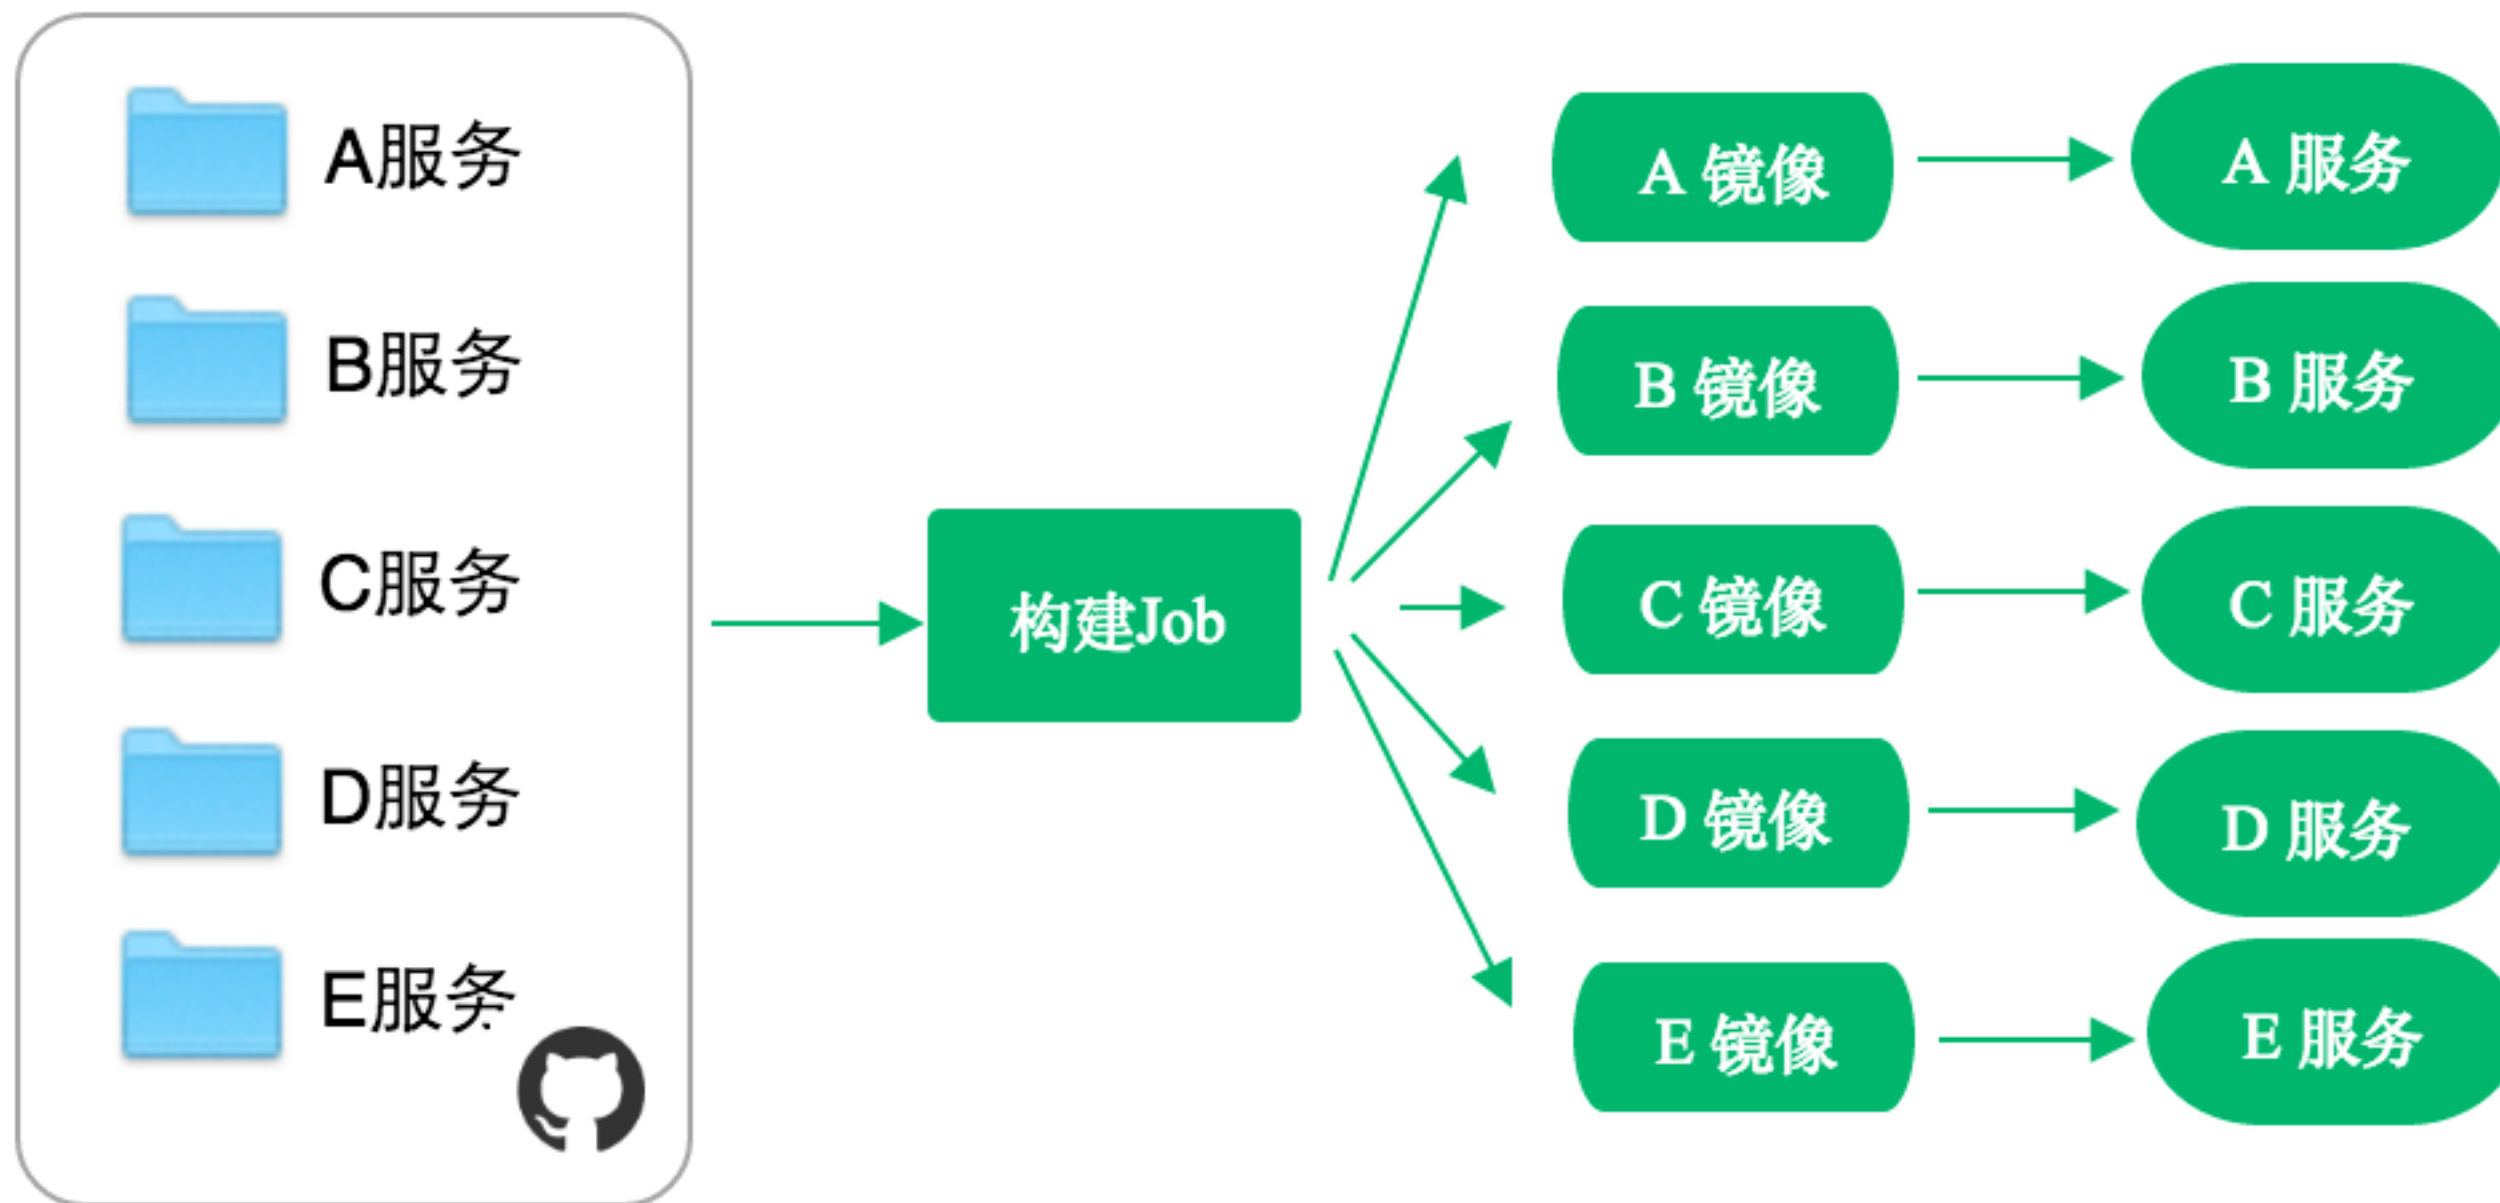 A服务
B服务
C服务
D服务
E服务
构建Job
A 镜像
B 镜像
C 镜像
D 镜像
E 镜像
A 服务
B 服务
C 服务
D 服务
E 服务